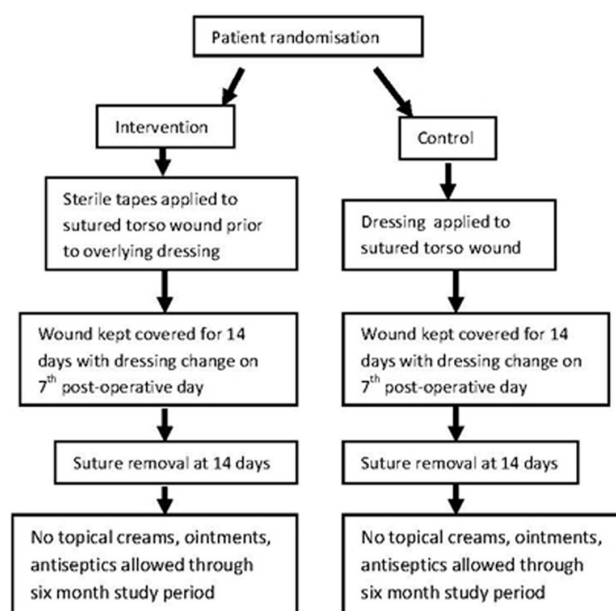 Patient randomisation
Intervention
Control
Sterile tapes applied to
sutured torso wound prior
to overlying dressing
Dressing applied to
sutured torso wound
Wound kept covered for 14
days with dressing change on
7th post-operative day
Wound kept covered for 14
days with dressing change on
7th post-operative day
Suture removal at 14 days
Suture removal at 14 days
No topical creams, ointments,
antiseptics allowed through
six month study period
No topical creams, ointments,
antiseptics allowed through
six month study period